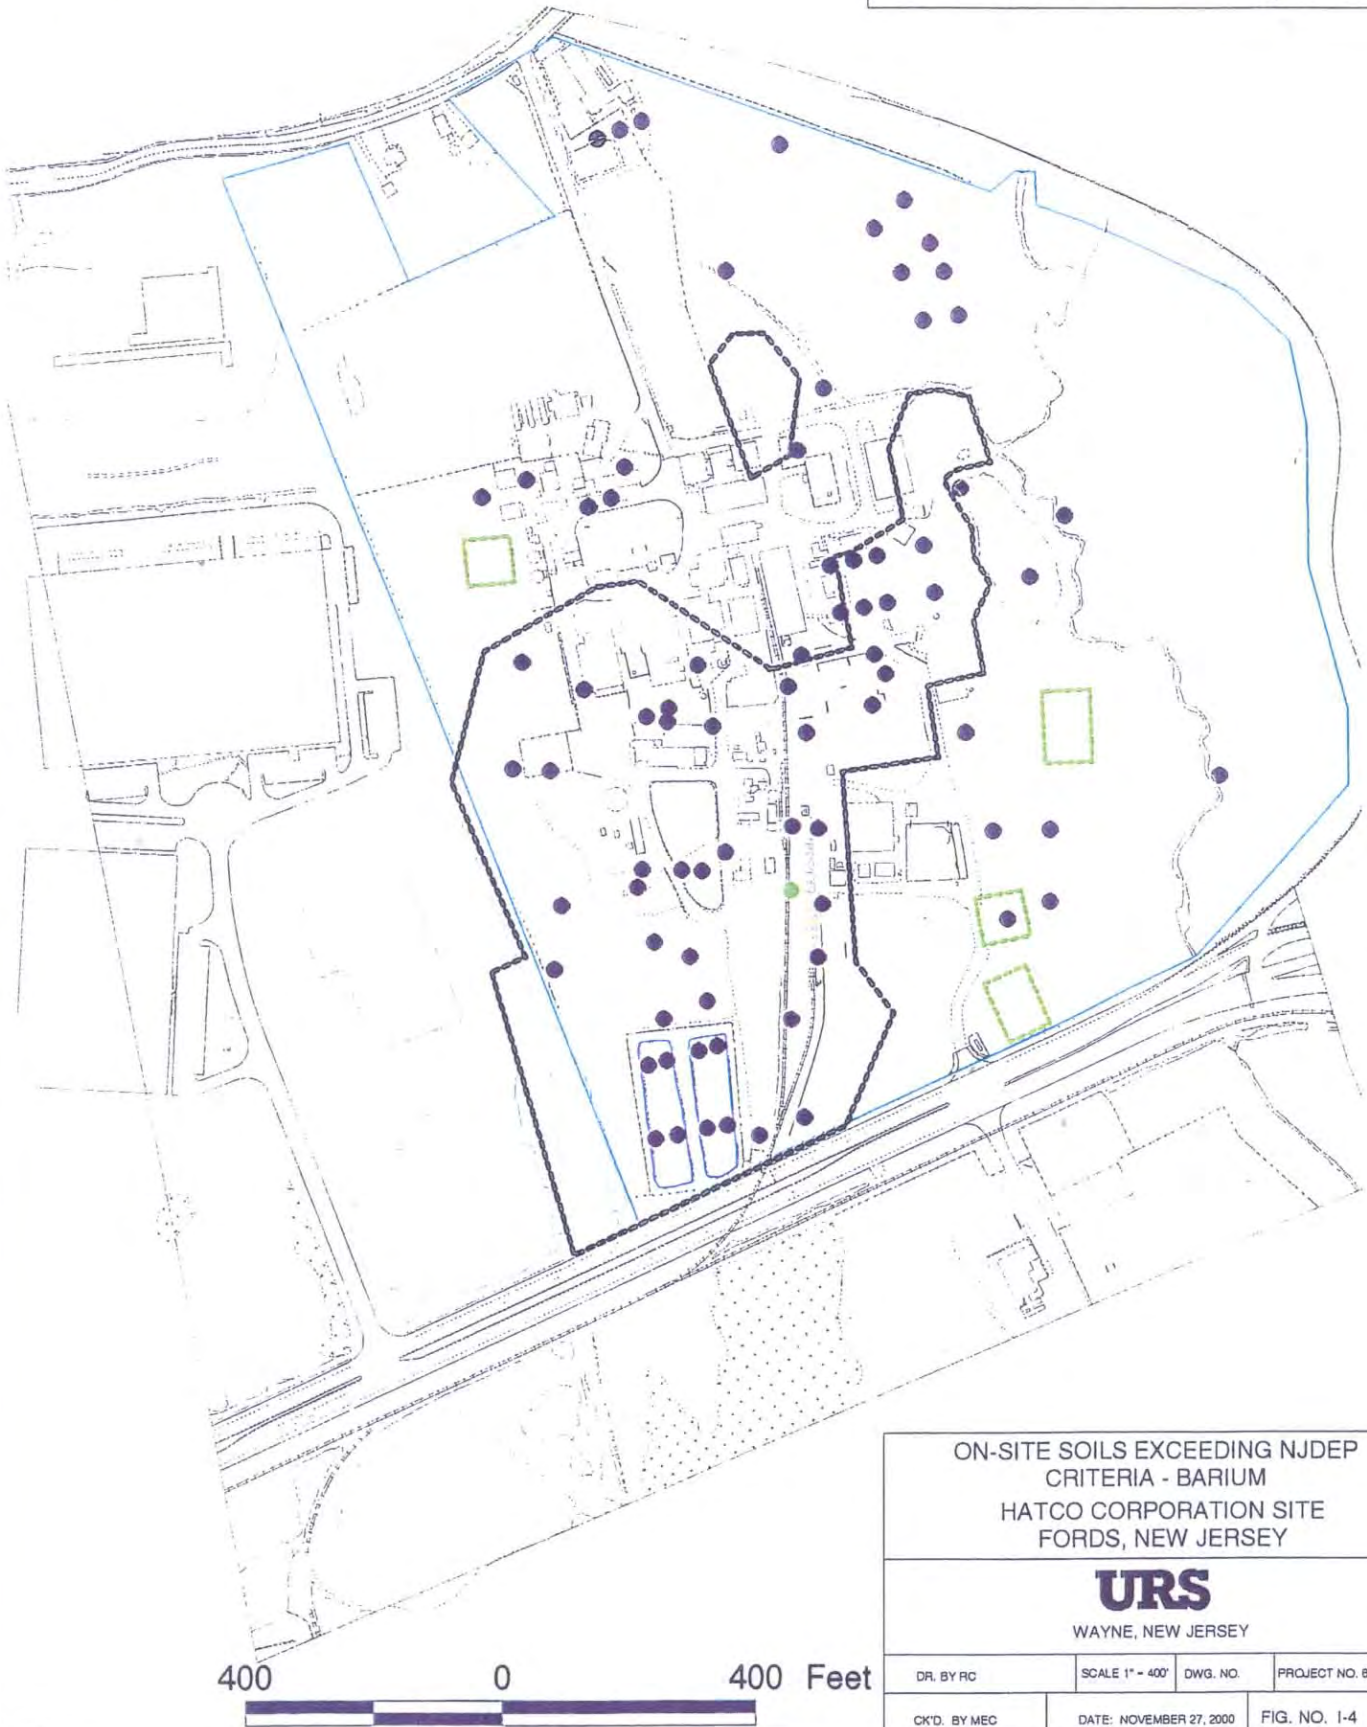 ON-SITE SOILS EXCEEDING NJDEP
CRITERIA - BARIUM
HATCO CORPORATION SITE
FORDS, NEW JERSEY
URS
WAYNE, NEW JERSEY
DR. BY RC
SCALE 1" - 400'
DWG. NO.
PROJECT NO.
CK'D. BY MEC
DATE: NOVEMBER 27, 2000
FIG. NO. I-4
400 0 400 Feet